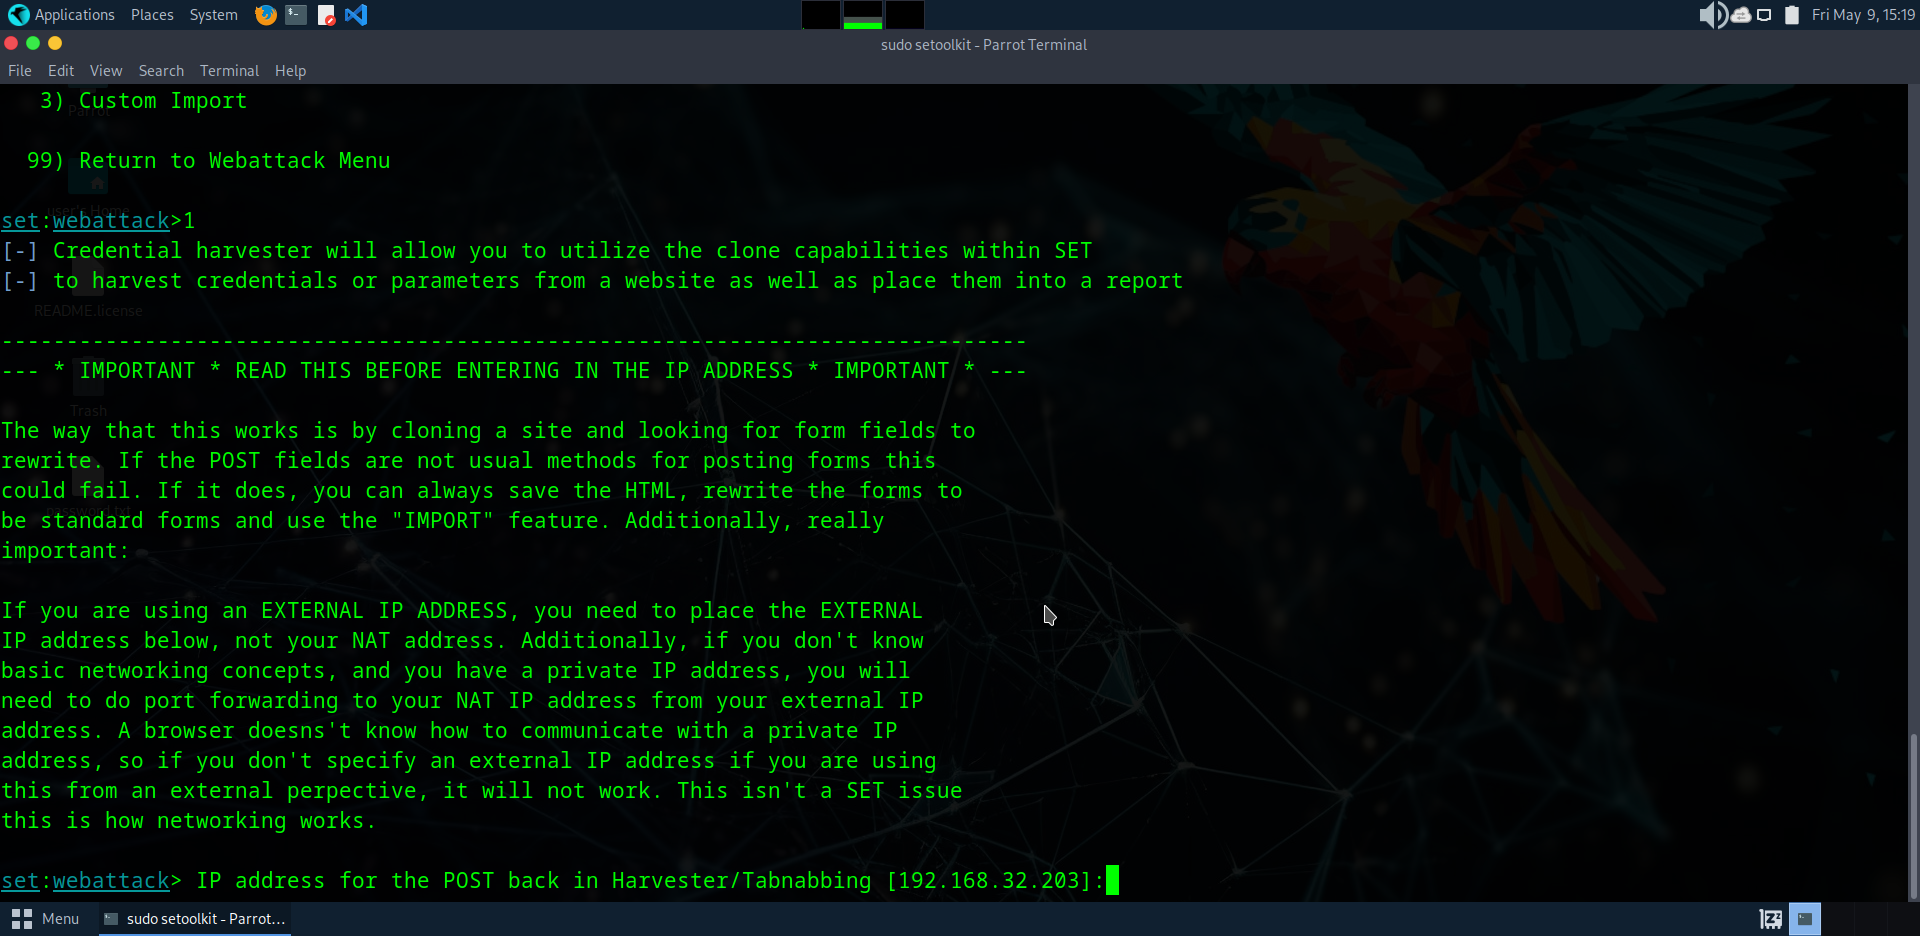 Applications Places System
Fri May 9, 15:19
sudo setoolkit - Parrot Terminal
File Edit View Search Terminal Help
3) Custom Import
Parrot
99) Return to Webattack Menu
user's Home
set:webattack>1
[-] Credential harvester will allow you to utilize the clone capabilities within SET
[-] to harvest credentials or parameters from a website as well as place them into a report
README.license
-------------------------------------------------------------------------------
--- * IMPORTANT * READ THIS BEFORE ENTERING IN THE IP ADDRESS * IMPORTANT * ---
Trash
The way that this works is by cloning a site and looking for form fields to
rewrite. If the POST fields are not usual methods for posting forms this
could fail. If it does, you can always save the HTML, rewrite the forms to
be standard forms and use the "IMPORT" feature. Additionally, really
important:
If you are using an EXTERNAL IP ADDRESS, you need to place the EXTERNAL
IP address below, not your NAT address. Additionally, if you don't know
basic networking concepts, and you have a private IP address, you will
need to do port forwarding to your NAT IP address from your external IP
address. A browser doesns't know how to communicate with a private IP
address, so if you don't specify an external IP address if you are using
this from an external perpective, it will not work. This isn't a SET issue
this is how networking works.
set:webattack> IP address for the POST back in Harvester/Tabnabbing [192.168.32.203]:
Menu sudo setoolkit - Parrot...